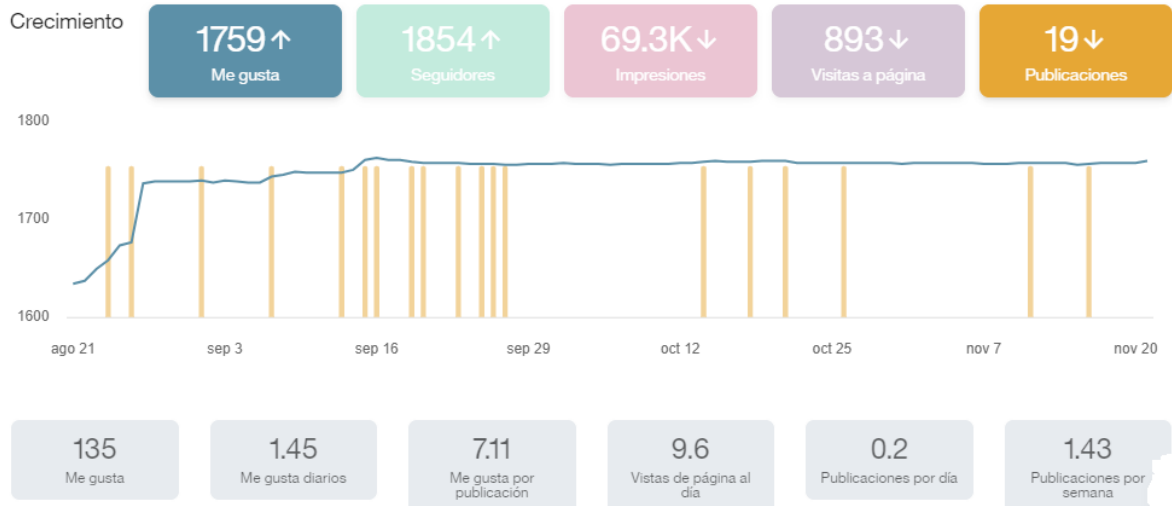 Crecimiento
1759↑
Me gusta
1854↑
Seguidores
69.3K↓
Impresiones
893↓
Visitas a página
19↓
Publicaciones
1800
1700
1600
ago 21
sep 3
sep 16
sep 29
oct 12
oct 25
nov 7
nov 20
135
Me gusta
1.45
Me gusta diarios
7.11
Me gusta por
publicación
9.6
Vistas de página al
día
0.2
Publicaciones por día
1.43
Publicaciones por
semana